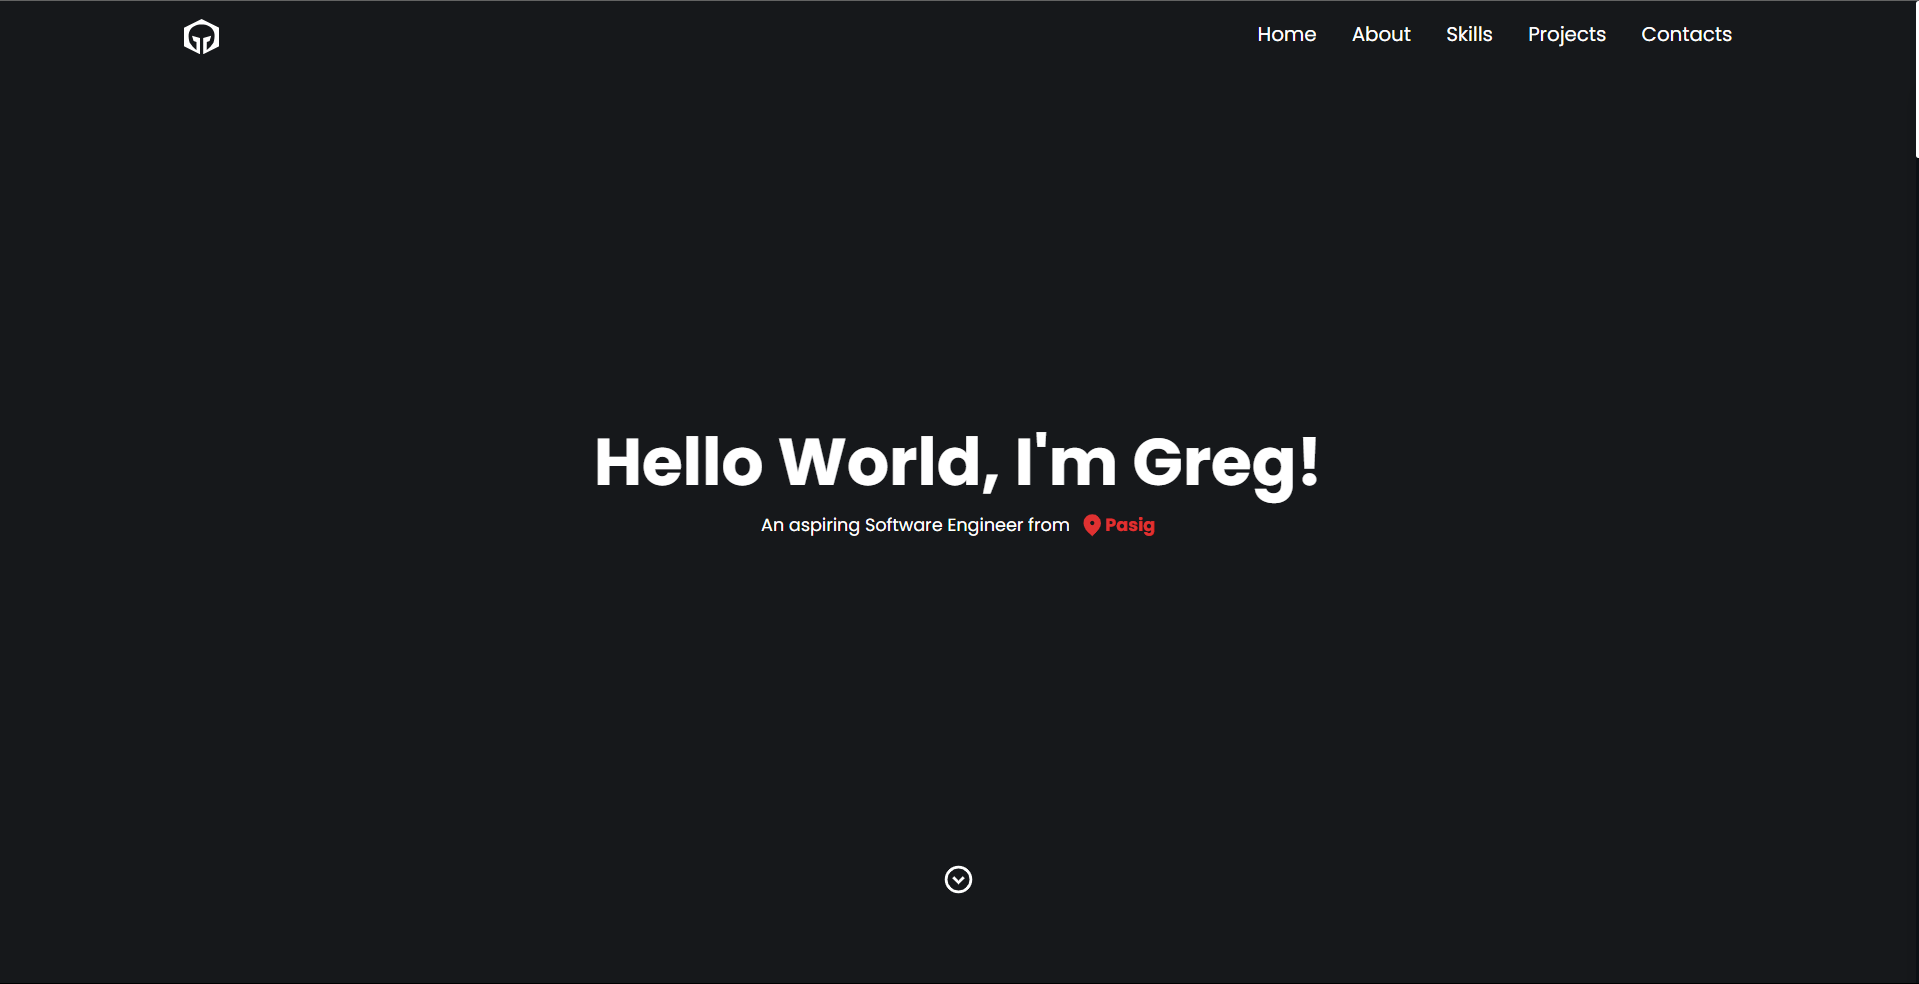 Home About Skills Projects Contacts
Hello World, I'm Greg!
An aspiring Software Engineer from Pasig